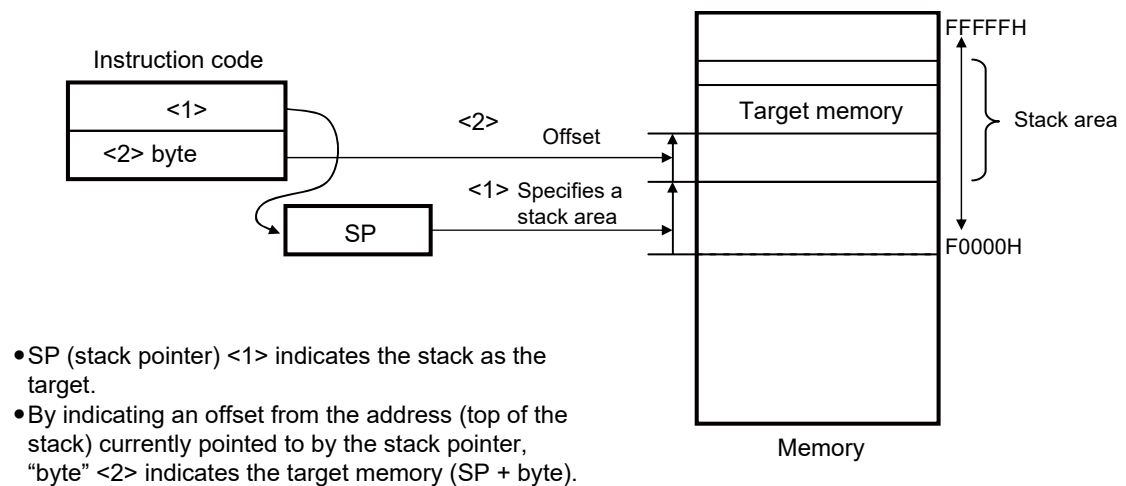 FFFFFH
Instruction code
<1>
Target memory
<2>
Stack area
Offset
<2> byte
<1> Specifies a
stack area
SP
F0000H
•SP (stack pointer) <1> indicates the stack as the
target.
•By indicating an offset from the address (top of the
stack) currently pointed to by the stack pointer,
“byte” <2> indicates the target memory (SP + byte).
Memory